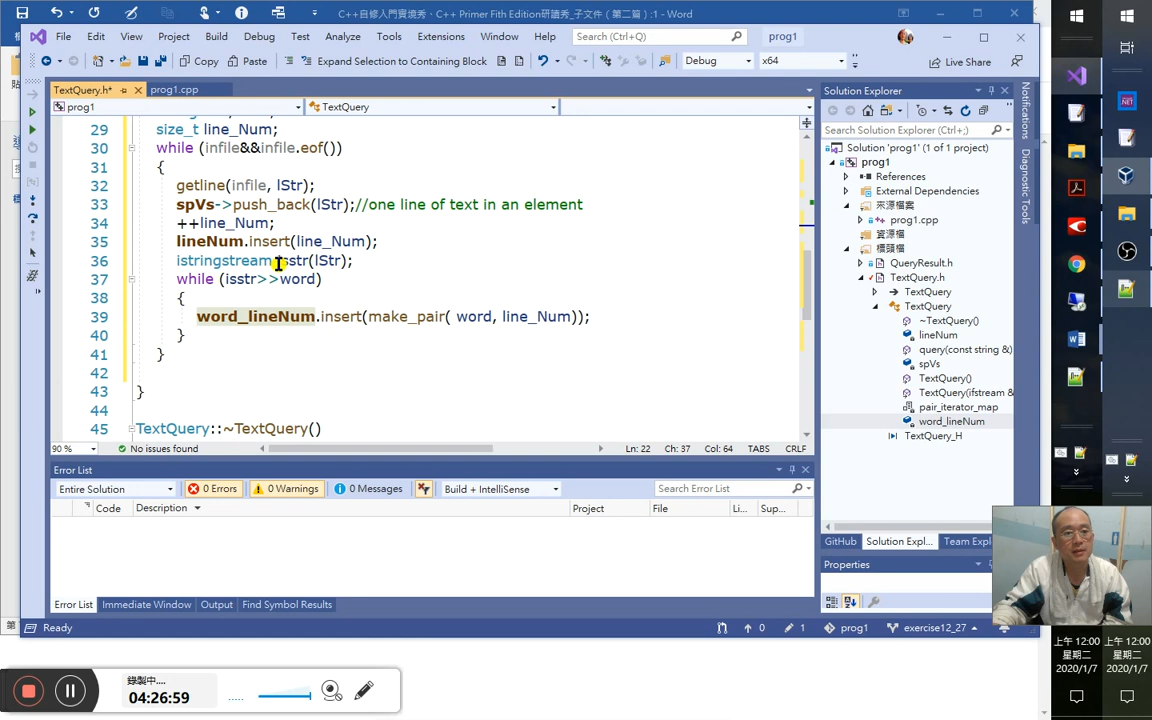 C++自修入門實境秀、C++ Primer Fith Edition研讀秀_子文件（第二篇）:1 - Word
File Edit View Project Build Debug Test Analyze Tools Extensions Window Help Search (Ctrl+Q) prog1
Copy Paste Expand Selection to Containing Block Debug x64 Live Share
TextQuery.h* prog1.cpp
prog1 TextQuery
29 size_t line_Num;
30 while (infile&&infile.eof())
31 {
32 getline(infile, lStr);
33 spVs->push_back(lStr);//one line of text in an element
34 ++line_Num;
35 lineNum.insert(line_Num);
36 istringstream isstr(lStr);
37 while (isstr>>word)
38 {
39 word_lineNum.insert(make_pair( word, line_Num));
40 }
41 }
42
43 }
44
45 TextQuery::~TextQuery()
90 % No issues found Ln: 22 Ch: 37 Col: 64 TABS CRLF
Error List
Entire Solution 0 Errors 0 Warnings 0 Messages Build + IntelliSense Search Error List
Code Description Project File Li... Sup...
Error List Immediate Window Output Find Symbol Results
Ready 0 1 prog1 exercise12_27
Solution Explorer
Search Solution Explorer (Ctrl+;)
Solution 'prog1' (1 of 1 project)
prog1
References
External Dependencies
來源檔案
prog1.cpp
資源檔
標頭檔
QueryResult.h
TextQuery.h
TextQuery
TextQuery
~TextQuery()
lineNum
query(const string &)
spVs
TextQuery()
TextQuery(ifstream &
pair_iterator_map
word_lineNum
TextQuery_H
GitHub Solution Expl... Team Expl
Properties
Notifications
Diagnostic Tools
錄製中....
04:26:59
上午 12:00
星期二
2020/1/7
上午 12:00
星期二
2020/1/7